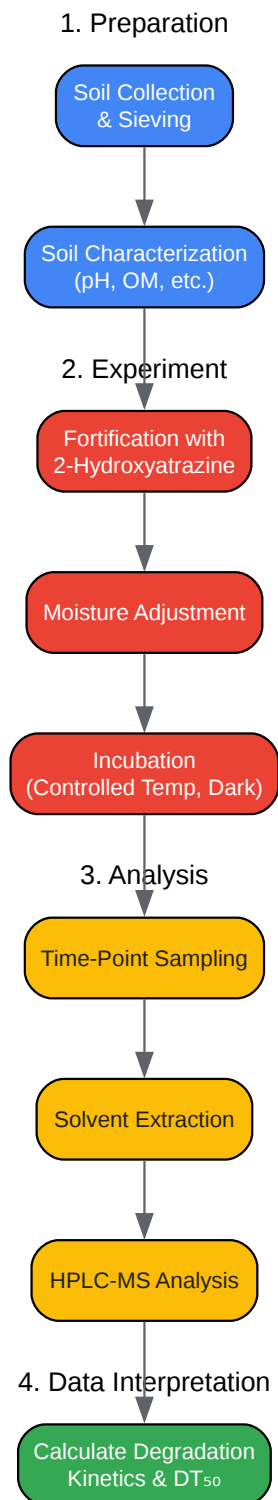 1. Preparation
Soil Collection
& Sieving
Soil Characterization
(pH, OM, etc.)
2. Experiment
Fortification with
2-Hydroxyatrazine
Moisture Adjustment
Incubation
(Controlled Temp, Dark)
3. Analysis
Time-Point Sampling
Solvent Extraction
HPLC-MS Analysis
4. Data Interpretation
Calculate Degradation
Kinetics & DT₅₀